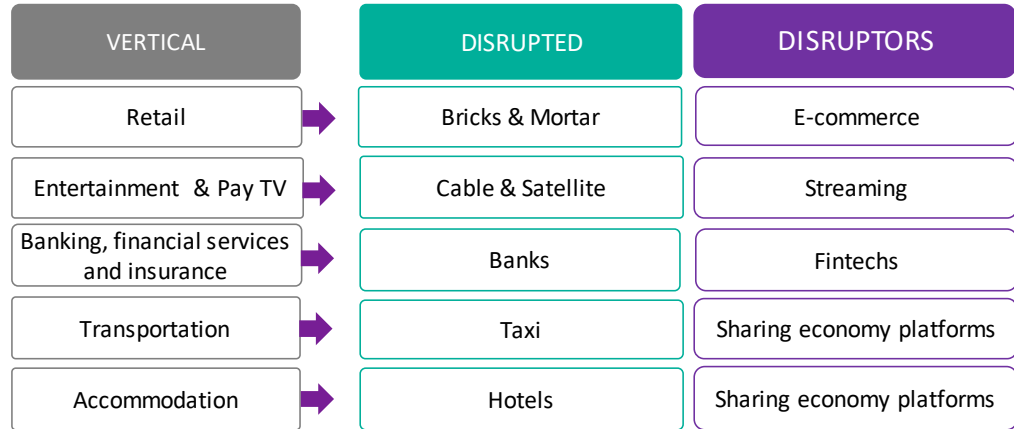 VERTICAL
DISRUPTED
DISRUPTORS
Retail
Bricks & Mortar
E-commerce
Entertainment & Pay TV
Cable & Satellite
Streaming
Banking, financial services
and insurance
Banks
Fintechs
Transportation
Taxi
Sharing economy platforms
Accommodation
Hotels
Sharing economy platforms